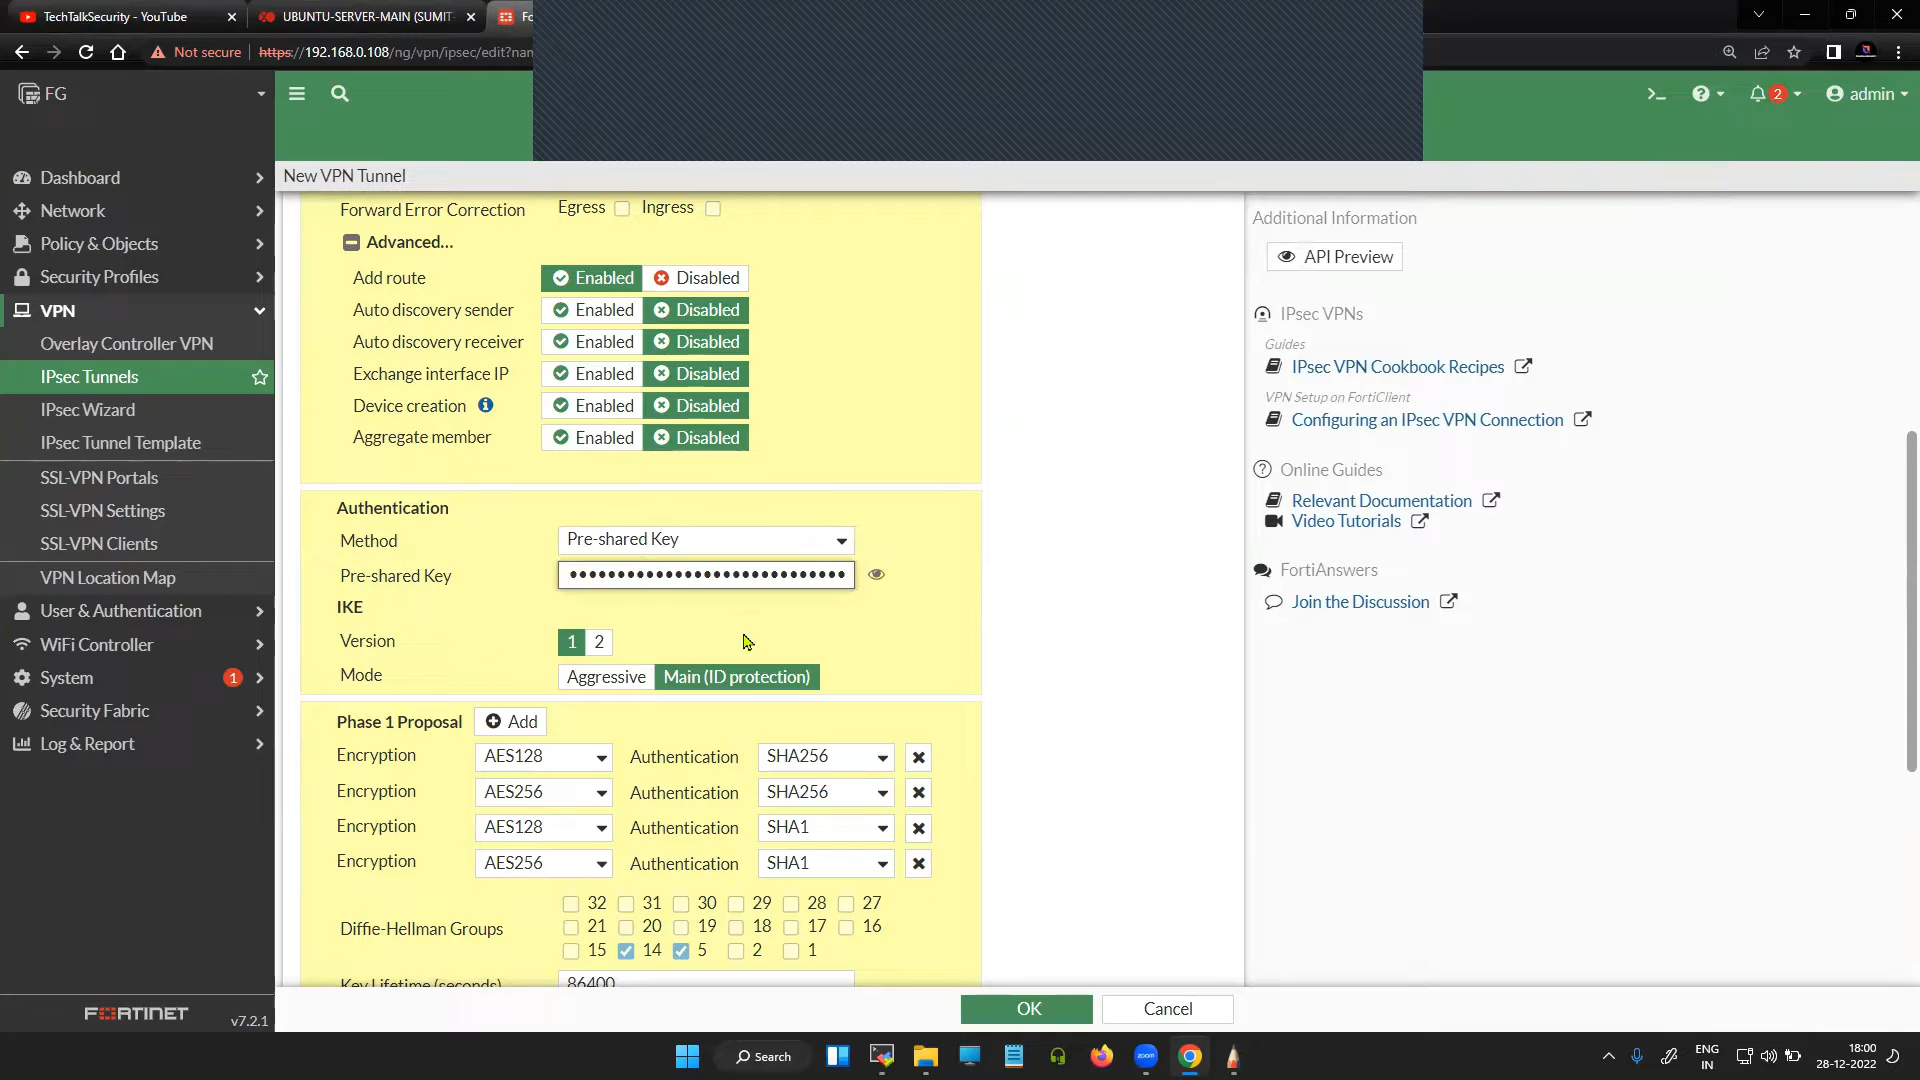 TechTalkSecurity - YouTube
UBUNTU-SERVER-MAIN (SUMIT-
Fo
Not secure https://192.168.0.108/ng/vpn/ipsec/edit?nam
FG
2
admin
New VPN Tunnel
Dashboard
Network
Policy & Objects
Security Profiles
VPN
Overlay Controller VPN
IPsec Tunnels
IPsec Wizard
IPsec Tunnel Template
SSL-VPN Portals
SSL-VPN Settings
SSL-VPN Clients
VPN Location Map
User & Authentication
WiFi Controller
System 1
Security Fabric
Log & Report
FORTINET v7.2.1
Forward Error Correction Egress Ingress
Advanced...
Add route Enabled Disabled
Auto discovery sender Enabled Disabled
Auto discovery receiver Enabled Disabled
Exchange interface IP Enabled Disabled
Device creation Enabled Disabled
Aggregate member Enabled Disabled
Authentication
Method Pre-shared Key
Pre-shared Key
IKE
Version 1 2
Mode Aggressive Main (ID protection)
Phase 1 Proposal Add
Encryption AES128 Authentication SHA256
Encryption AES256 Authentication SHA256
Encryption AES128 Authentication SHA1
Encryption AES256 Authentication SHA1
32 31 30 29 28 27
Diffie-Hellman Groups 21 20 19 18 17 16
15 14 5 2 1
Key Lifetime (seconds) 86400
OK Cancel
Additional Information
API Preview
IPsec VPNs
Guides
IPsec VPN Cookbook Recipes
VPN Setup on FortiClient
Configuring an IPsec VPN Connection
Online Guides
Relevant Documentation
Video Tutorials
FortiAnswers
Join the Discussion
Search
zoom
ENG
IN
18:00
28-12-2022